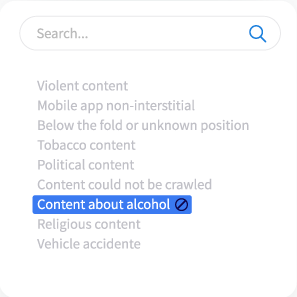 Search...
Violent content
Mobile app non-interstitial
Below the fold or unknown position
Tobacco content
Political content
Content could not be crawled
Content about alcohol
Religious content
Vehicle accidente